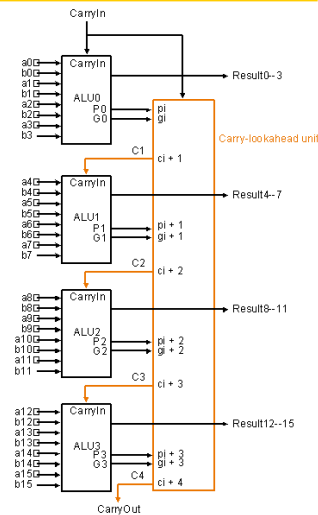 CarryIn
a0
b0
a1
b1
a2
b2
a3
b3
CarryIn
ALU0
P0
G0
pi
gi
Result0--3
Carry-lookahead unit
C1
ci + 1
a4
b4
a5
b5
a6
b6
a7
b7
CarryIn
ALU1
P1
G1
pi + 1
gi + 1
Result4--7
C2
ci + 2
a8
b8
a9
b9
a10
b10
a11
b11
CarryIn
ALU2
P2
G2
pi + 2
gi + 2
Result8--11
C3
ci + 3
a12
b12
a13
b13
a14
b14
a15
b15
CarryIn
ALU3
P3
G3
pi + 3
gi + 3
Result12--15
C4
ci + 4
CarryOut